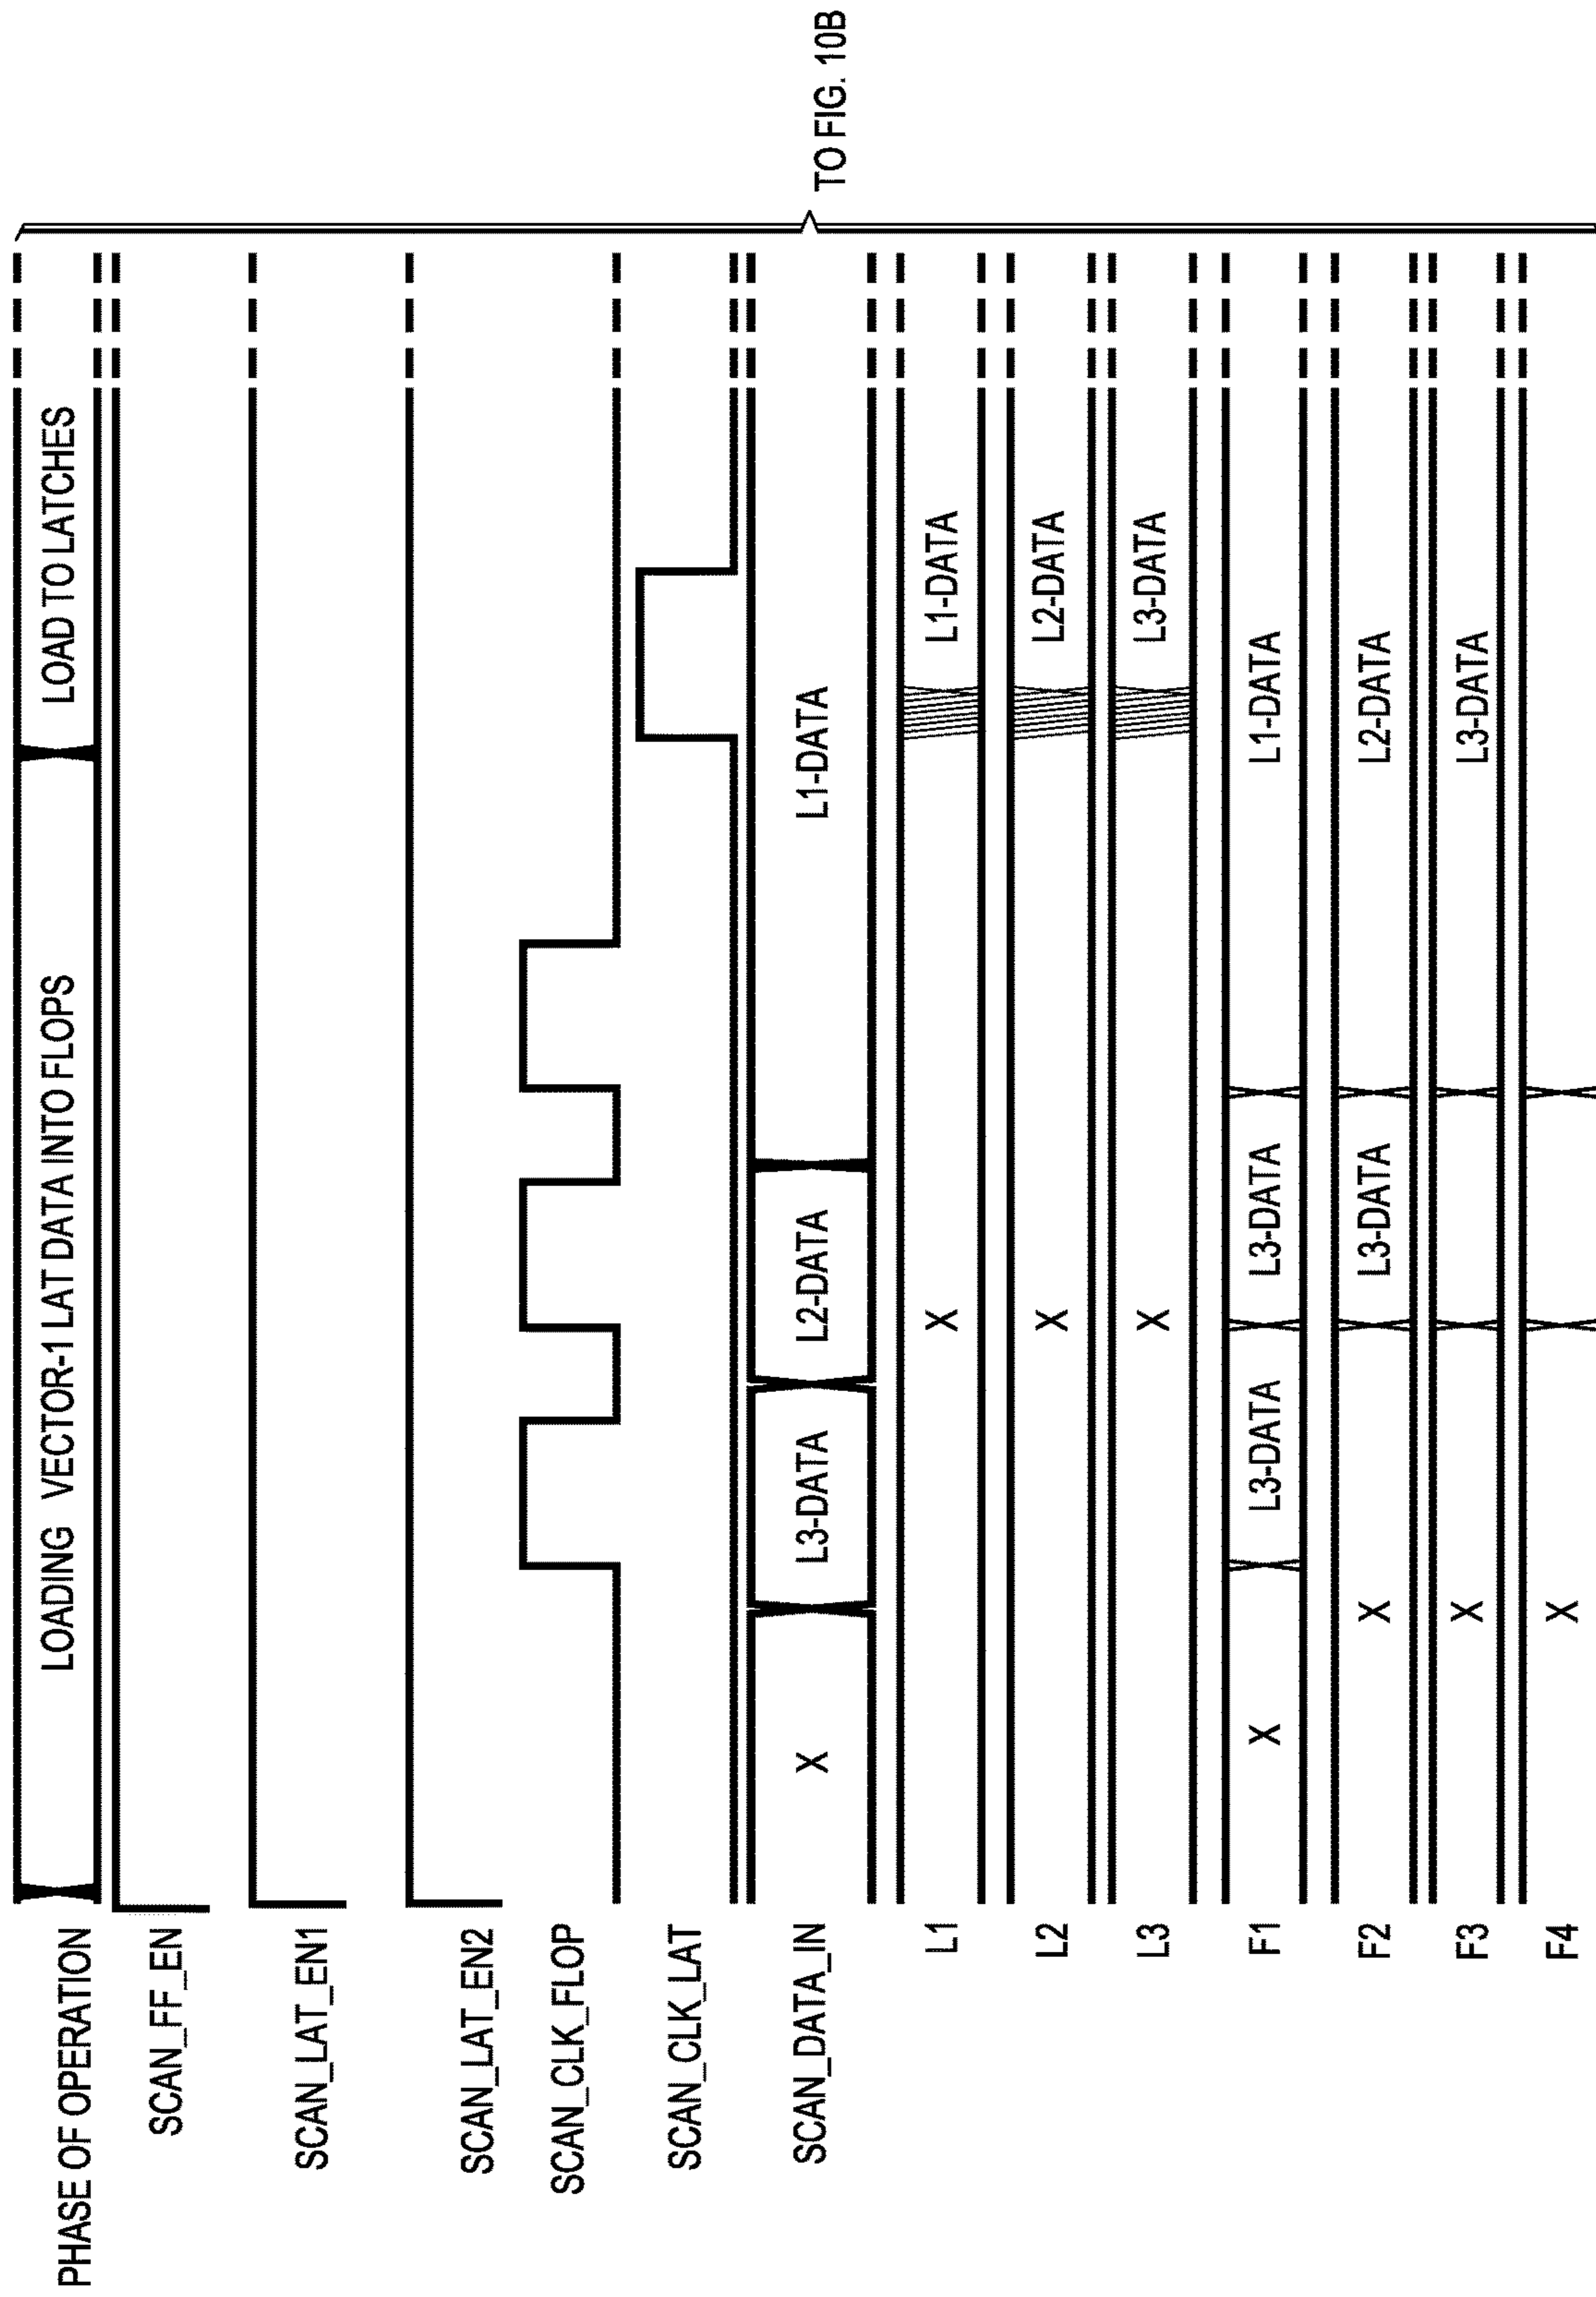 PHASE OF OPERATION
LOADING VECTOR-1 LAT DATA INTO FLOPS
LOAD TO LATCHES
SCAN_FF_EN
SCAN_LAT_EN1
SCAN_LAT_EN2
SCAN_CLK_FLOP
SCAN_CLK_LAT
SCAN_DATA_IN
X
L3-DATA
L2-DATA
L1-DATA
TO FIG. 10B
L1
X
L1-DATA
L2
X
L2-DATA
L3
X
L3-DATA
F1
X
L3-DATA
L3-DATA
L1-DATA
F2
X
L3-DATA
L2-DATA
F3
X
L3-DATA
F4
X